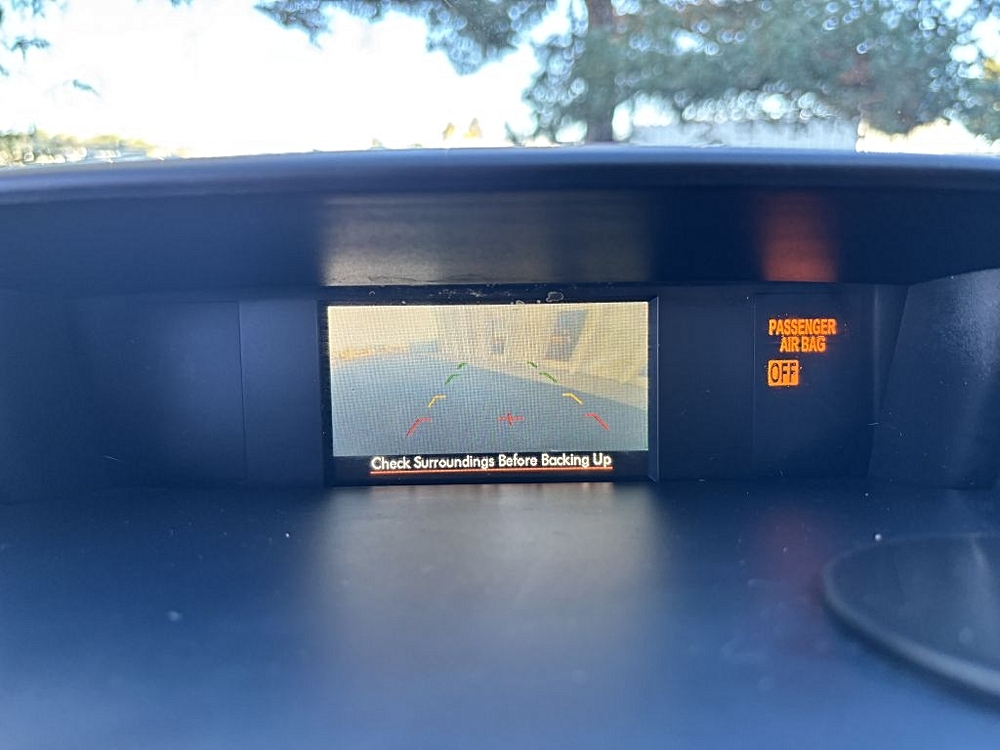 PASSENGER
AIR BAG
OFF
Check Surroundings Before Backing Up